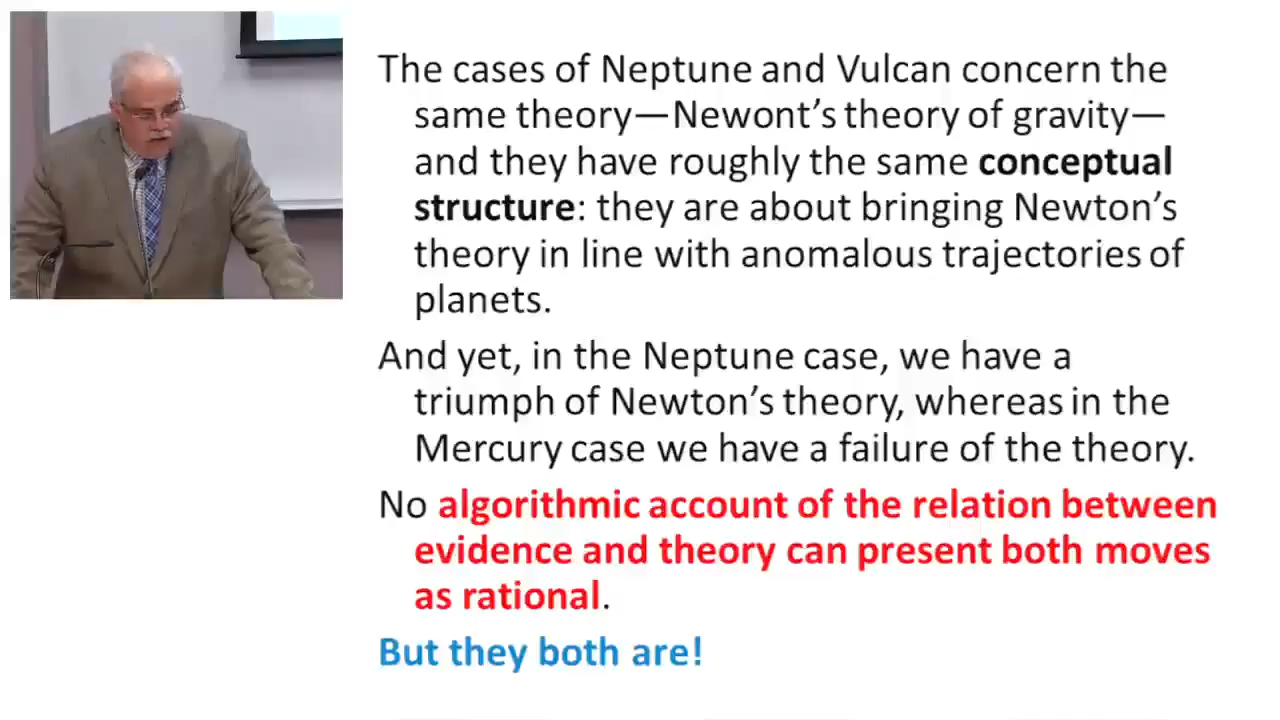 The cases of Neptune and Vulcan concern the
same theory—Newont's theory of gravity—
and they have roughly the same conceptual
structure: they are about bringing Newton's
theory in line with anomalous trajectories of
planets.
And yet, in the Neptune case, we have a
triumph of Newton's theory, whereas in the
Mercury case we have a failure of the theory.
No algorithmic account of the relation between
evidence and theory can present both moves
as rational.
But they both are!